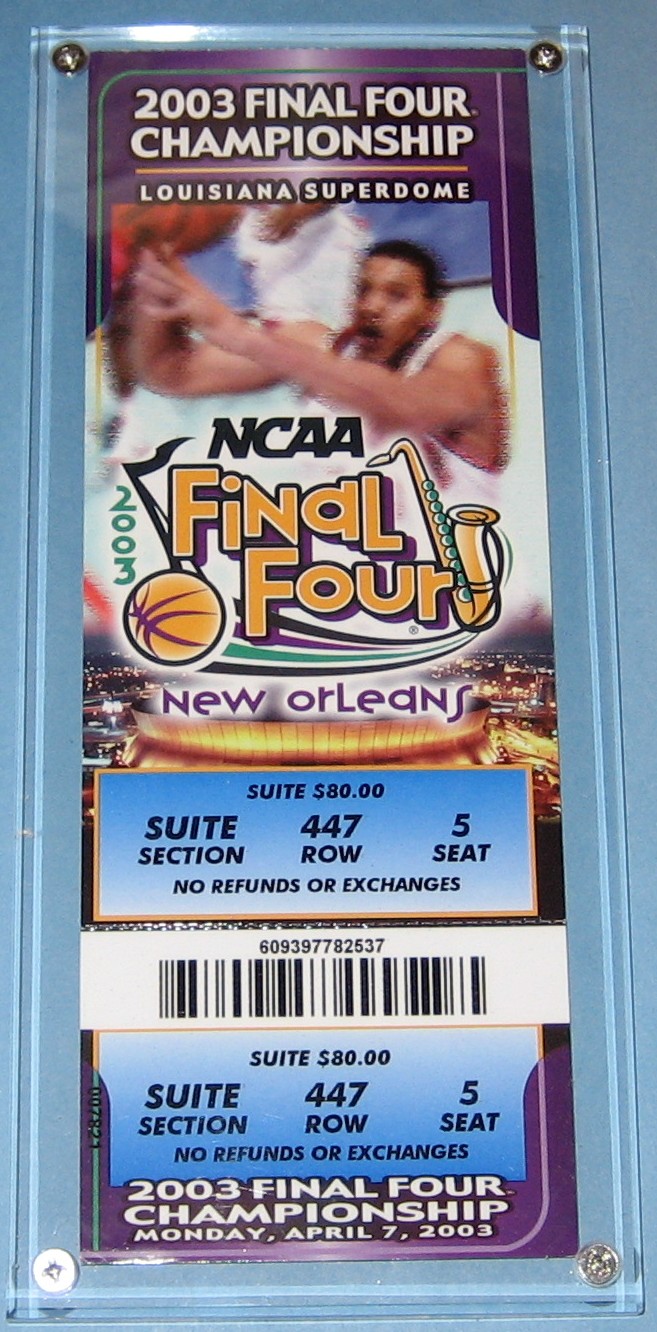 2003 FINAL FOUR®
CHAMPIONSHIP
LOUISIANA SUPERDOME
NCAA
2003
Final
Four®
New Orleans
SUITE $80.00
SUITE 447 5
SECTION ROW SEAT
NO REFUNDS OR EXCHANGES
609397782537
SUITE $80.00
SUITE 447 5
SECTION ROW SEAT
NO REFUNDS OR EXCHANGES
2003 FINAL FOUR®
CHAMPIONSHIP
MONDAY, APRIL 7, 2003